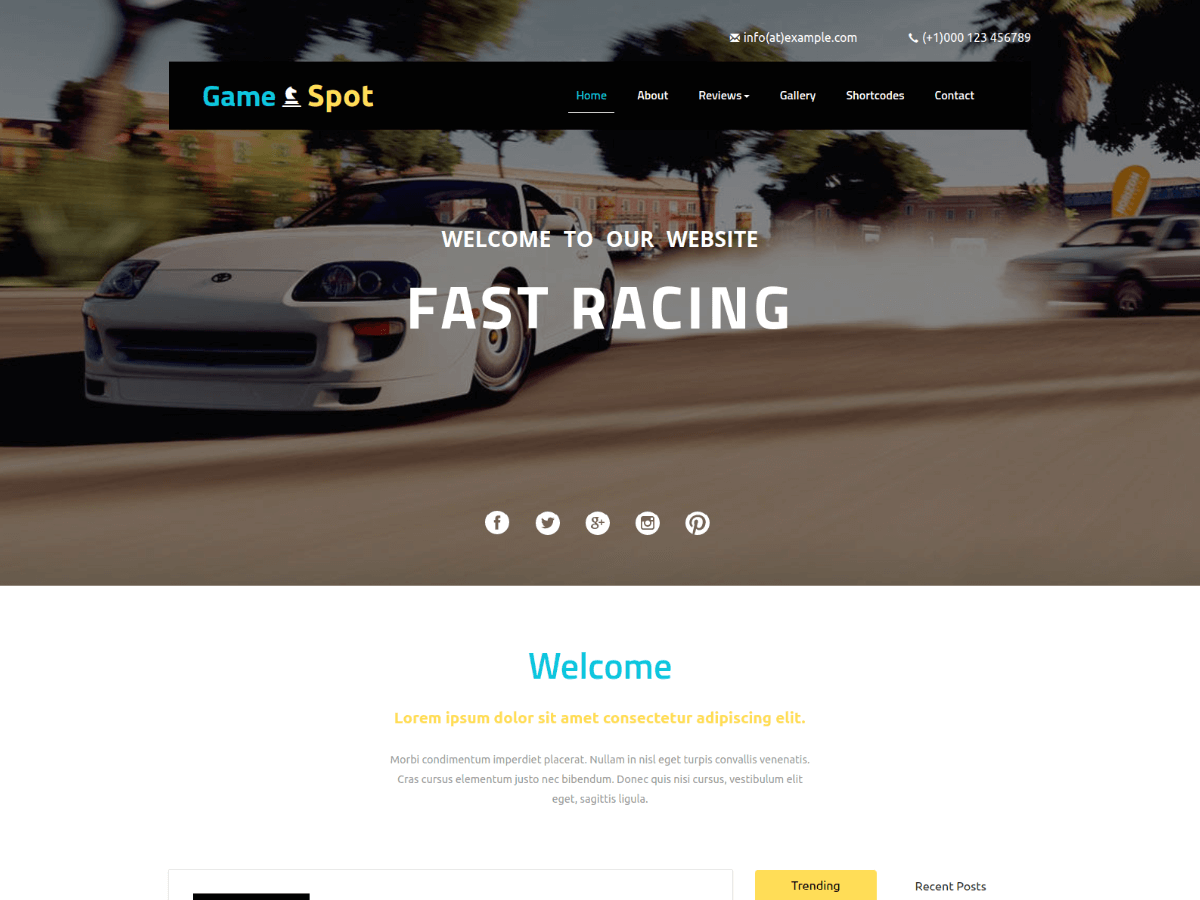 info(at)example.com (+1)000 123 456789
Game Spot
Home About Reviews Gallery Shortcodes Contact
WELCOME TO OUR WEBSITE
FAST RACING
Welcome
Lorem ipsum dolor sit amet consectetur adipiscing elit.
Morbi condimentum imperdiet placerat. Nullam in nisl eget turpis convallis venenatis.
Cras cursus elementum justo nec bibendum. Donec quis nisi cursus, vestibulum elit
eget, sagittis ligula.
Trending Recent Posts